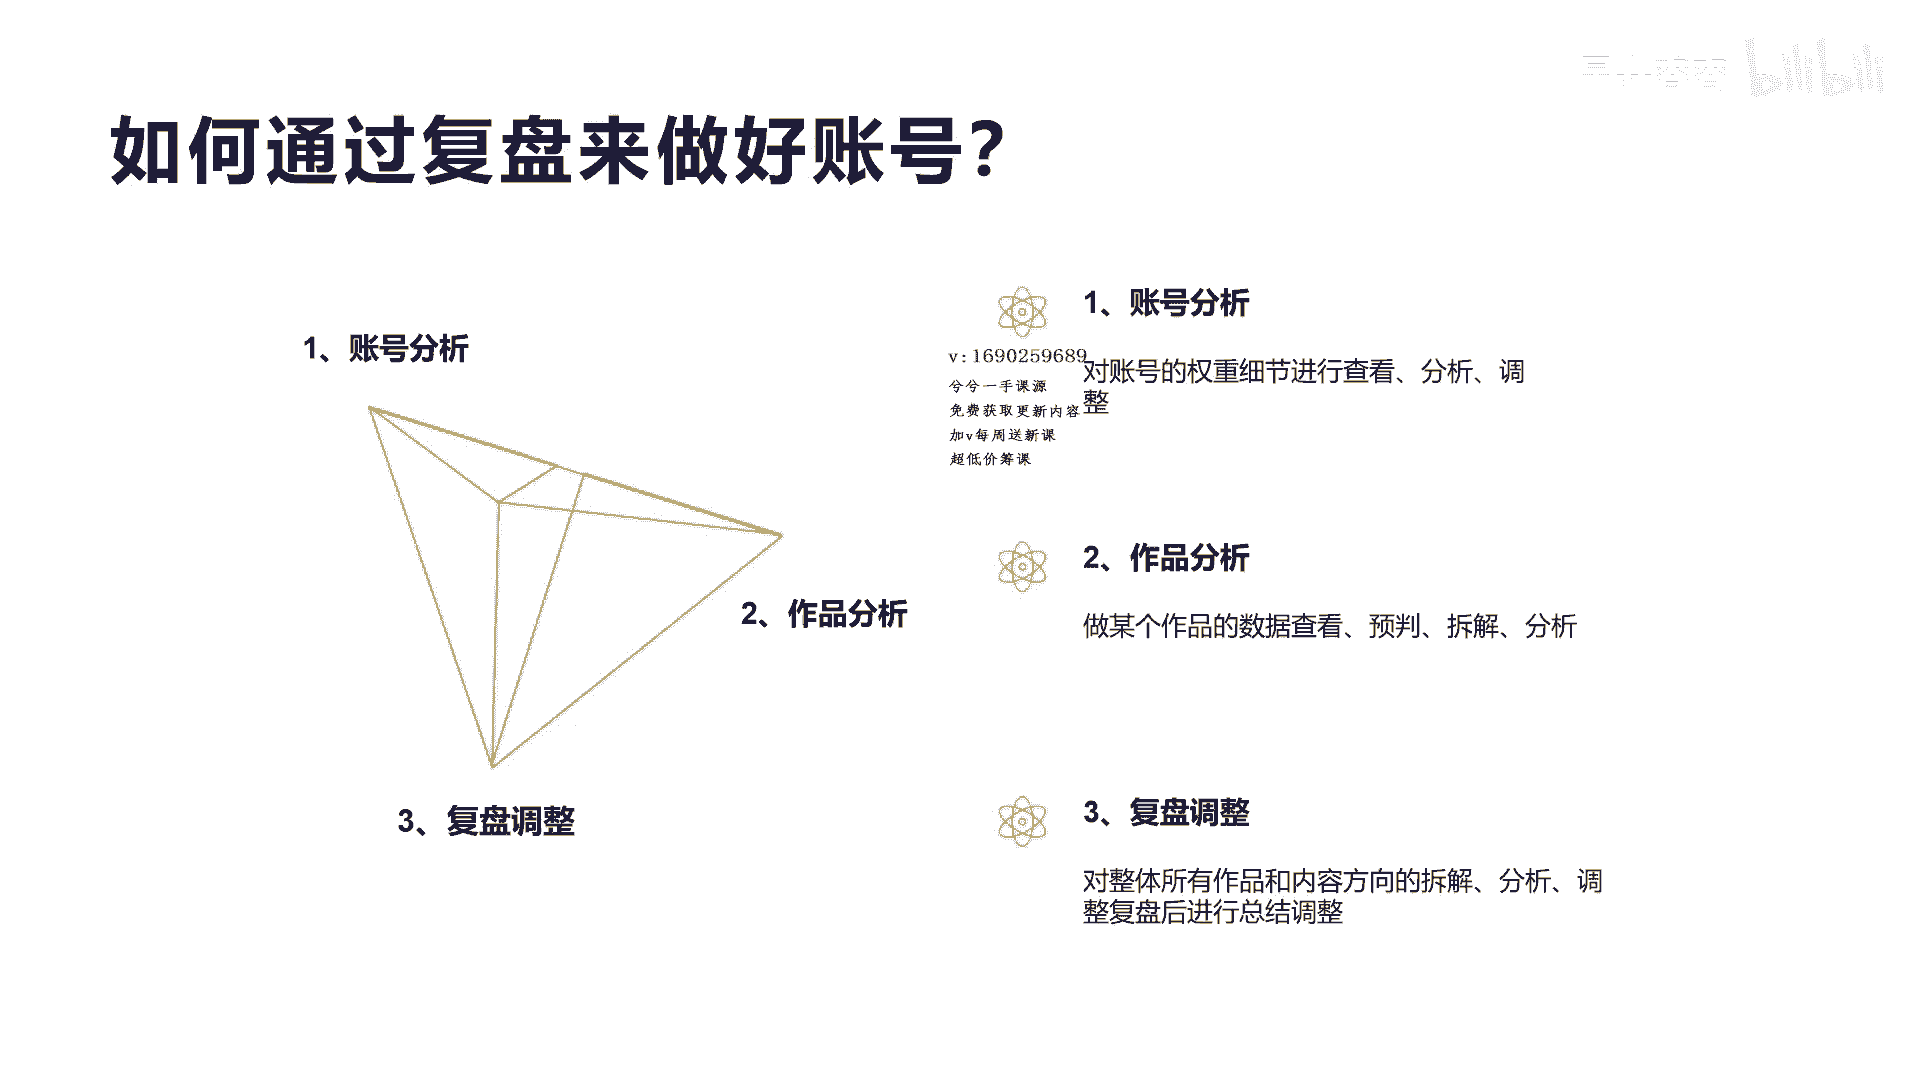 bilibili
如何通过复盘来做好账号?
1、账号分析
2、作品分析
3、复盘调整
1、账号分析
对账号的权重细节进行查看、分析、调
整
v:1690259689
兮兮一手课源
免费获取更新内容
加v每周送新课
超低价筹课
2、作品分析
做某个作品的数据查看、预判、拆解、分析
3、复盘调整
对整体所有作品和内容方向的拆解、分析、调
整复盘后进行总结调整